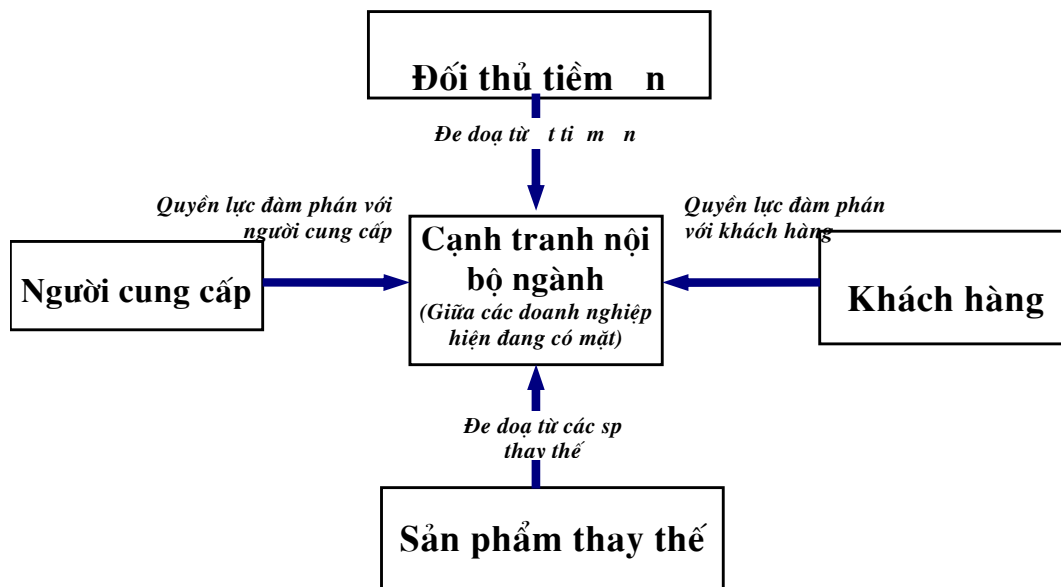 Đối thủ tiềm n
Đe doạ từ t ti m n
Quyền lực đàm phán với
người cung cấp
Quyền lực đàm phán
với khách hàng
Người cung cấp
Cạnh tranh nội
bộ ngành
(Giữa các doanh nghiệp
hiện đang có mặt)
Khách hàng
Đe doạ từ các sp
thay thế
Sản phẩm thay thế